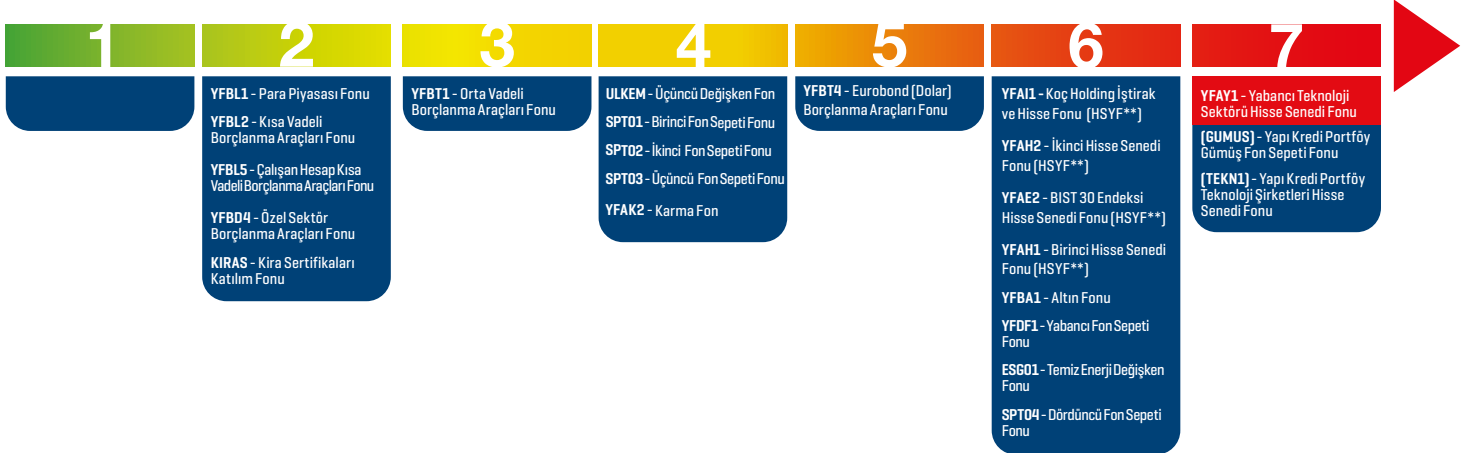 1
2
YFBL1 - Para Piyasası Fonu
YFBL2 - Kısa Vadeli
Borçlanma Araçları Fonu
YFBL5 - Çalışan Hesap Kısa
Vadeli Borçlanma Araçları Fonu
YFBD4 - Özel Sektör
Borçlanma Araçları Fonu
KIRAS - Kira Sertifikaları
Katılım Fonu
3
YFBT1 - Orta Vadeli
Borçlanma Araçları Fonu
4
ULKEM - Üçüncü Değişken Fon
SPT01 - Birinci Fon Sepeti Fonu
SPT02 - İkinci Fon Sepeti Fonu
SPT03 - Üçüncü Fon Sepeti Fonu
YFAK2 - Karma Fon
5
YFBT4 - Eurobond (Dolar)
Borçlanma Araçları Fonu
6
YFAI1 - Koç Holding İştirak
ve Hisse Fonu (HSYF**)
YFAH2 - İkinci Hisse Senedi
Fonu (HSYF**)
YFAE2 - BIST 30 Endeksi
Hisse Senedi Fonu (HSYF**)
YFAH1 - Birinci Hisse Senedi
Fonu (HSYF**)
YFBA1 - Altın Fonu
YFDF1 - Yabancı Fon Sepeti
Fonu
ESG01 - Temiz Enerji Değişken
Fonu
SPT04 - Dördüncü Fon Sepeti
Fonu
7
YFAY1 - Yabancı Teknoloji
Sektörü Hisse Senedi Fonu
(GUMUS) - Yapı Kredi Portföy
Gümüş Fon Sepeti Fonu
(TEKN1) - Yapı Kredi Portföy
Teknoloji Şirketleri Hisse
Senedi Fonu